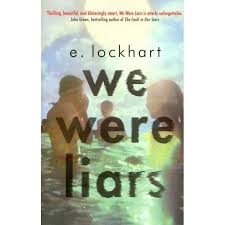 "Thrilling, beautiful, and blisteringly smart, We Were Liars is utterly unforgettable."
John Green, bestselling author of The Fault in Our Stars
e. lockhart
we
were
liars